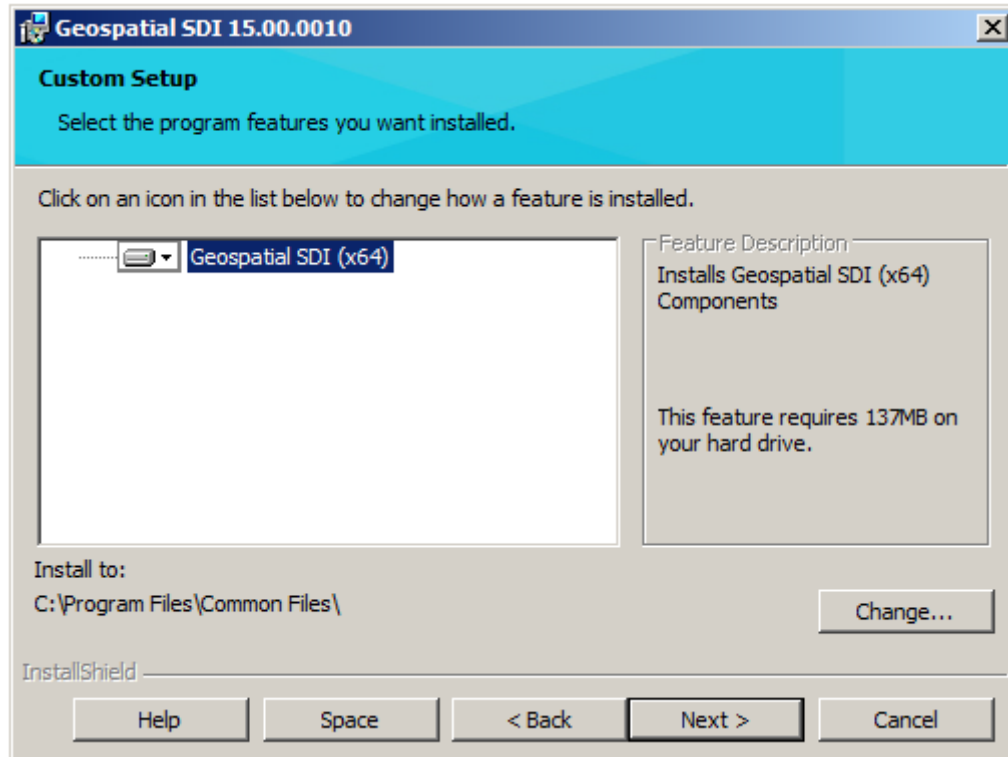 Geospatial SDI 15.00.0010
Custom Setup
Select the program features you want installed.
Click on an icon in the list below to change how a feature is installed.
Geospatial SDI (x64)
Feature Description
Installs Geospatial SDI (x64)
Components
This feature requires 137MB on
your hard drive.
Install to:
C:\Program Files\Common Files\
Change...
InstallShield
Help
Space
< Back
Next >
Cancel